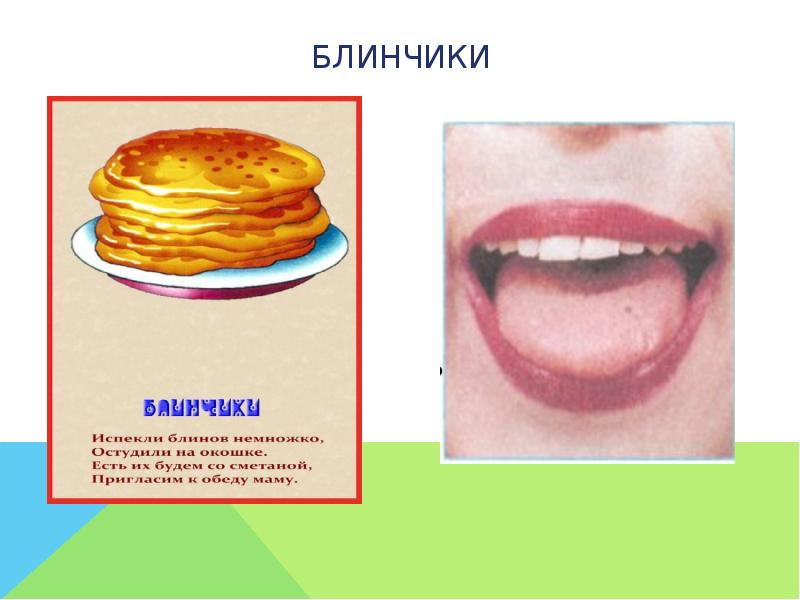 БЛИНЧИКИ
БЛИНЧИКИ
Испекли блинов немножко,
Остудили на окошке.
Есть их будем со сметаной,
Пригласим к обеду маму.